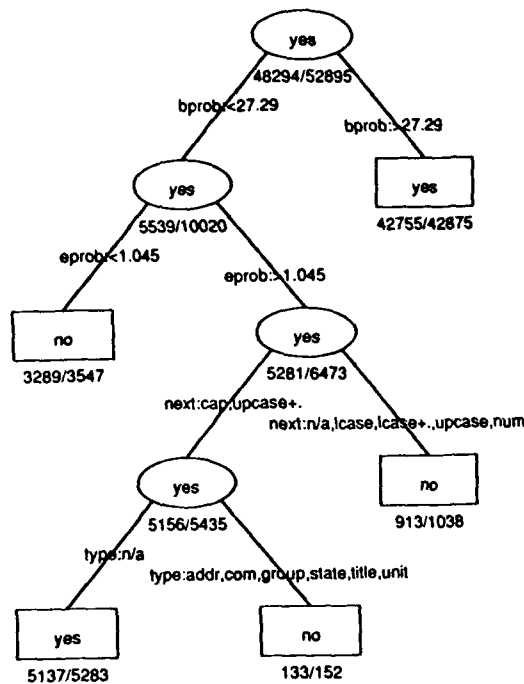 yes
48294/52895
bprob:<27.29
bprob:>27.29
yes
5539/10020
yes
42755/42875
eprob:<1.045
eprob:>1.045
no
3289/3547
yes
5281/6473
next:cap,upcase+.
next:n/a,lcase,lcase+.,upcase,num
yes
5156/5435
no
913/1038
type:n/a
type:addr,com,group,state,title,unit
yes
5137/5283
no
133/152